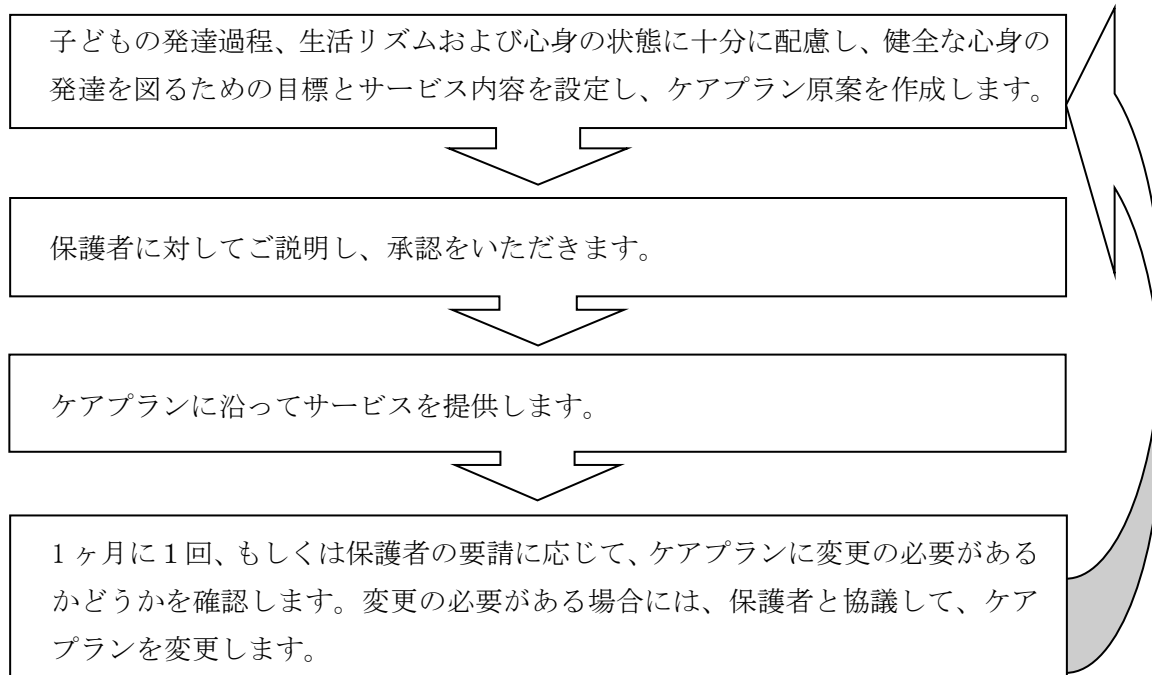 子どもの発達過程、生活リズムおよび心身の状態に十分に配慮し、健全な心身の
発達を図るための目標とサービス内容を設定し、ケアプラン原案を作成します。
保護者に対してご説明し、承認をいただきます。
ケアプランに沿ってサービスを提供します。
1 ヶ月に１回、もしくは保護者の要請に応じて、ケアプランに変更の必要がある
かどうかを確認します。変更の必要がある場合には、保護者と協議して、ケア
プランを変更します。